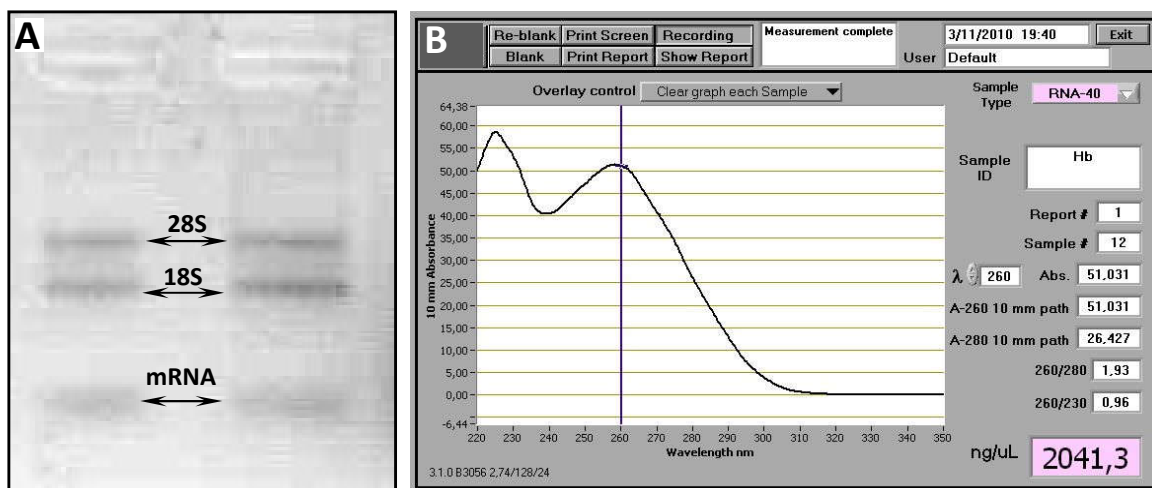 A
28S
18S
mRNA
B
Re-blank Print Screen Recording
Blank Print Report Show Report
Measurement complete
3/11/2010 19:40 Exit
User Default
Overlay control Clear graph each Sample
Sample Type RNA-40
Sample ID Hb
Report # 1
Sample # 12
λ 260 Abs. 51,031
A-260 10 mm path 51,031
A-280 10 mm path 26,427
260/280 1,93
260/230 0,96
ng/uL 2041,3
10 mm Absorbance
64,38
60,00
55,00
50,00
45,00
40,00
35,00
30,00
25,00
20,00
15,00
10,00
5,00
0,00
-6,44
220 230 240 250 260 270 280 290 300 310 320 330 340 350
Wavelength nm
3.1.0 B3056 2,74/128/24